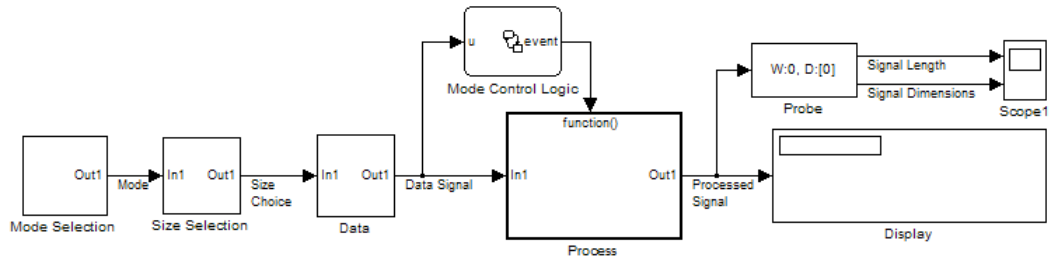 u
event
Mode Control Logic
W:0, D:[0]
Probe
Signal Length
Signal Dimensions
Scope1
function()
Out1
Mode
In1
Out1
Size
Choice
In1
Out1
Data Signal
In1
Out1
Processed
Signal
Mode Selection
Size Selection
Data
Process
Display